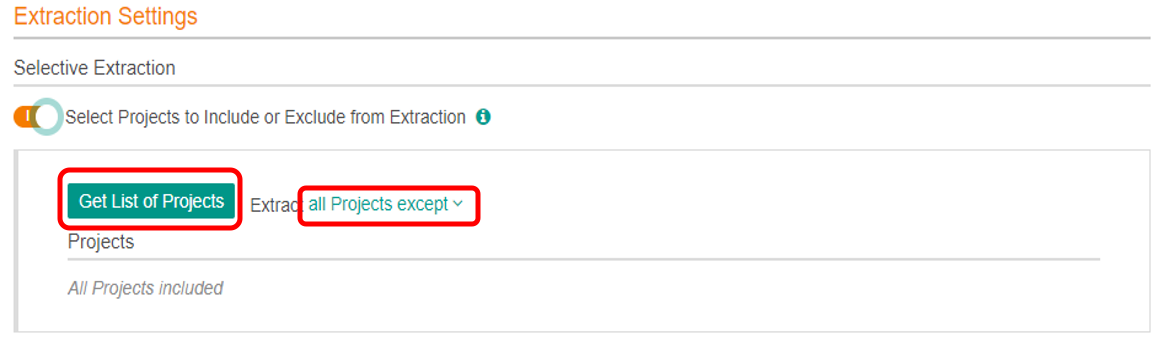 Extraction Settings
Selective Extraction
Select Projects to Include or Exclude from Extraction
Get List of Projects Extract all Projects except
Projects
All Projects included